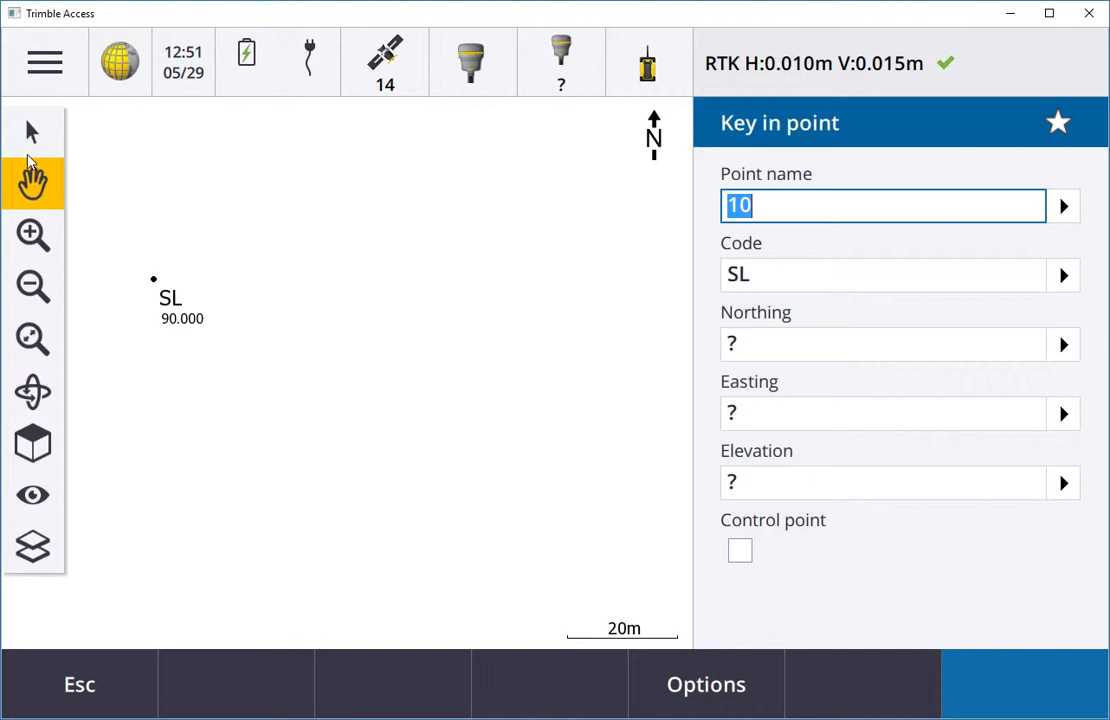 Trimble Access
12:51
05/29
14
?
RTK H:0.010m V:0.015m
Key in point
Point name
10
Code
SL
Northing
?
Easting
?
Elevation
?
Control point
N
SL
90.000
20m
Esc
Options